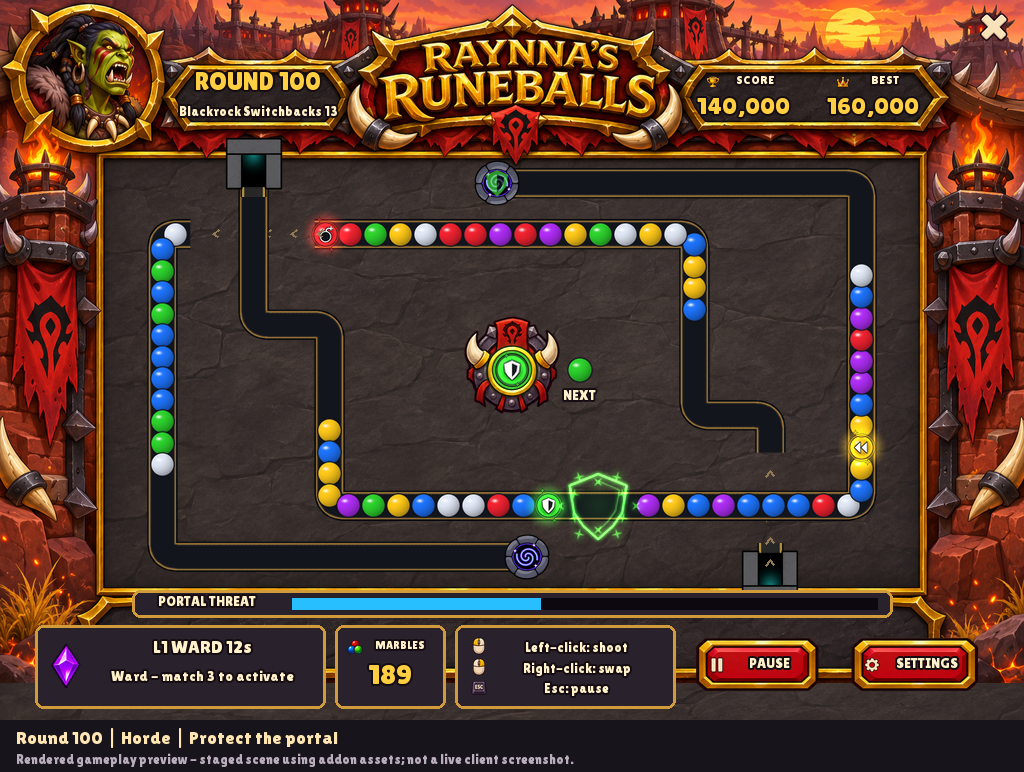 RAYNNA'S
RUNEBALLS
ROUND 100
Blackrock Switchbacks 13
SCORE
140,000
BEST
160,000
NEXT
PORTAL THREAT
L1 WARD 12s
Ward - match 3 to activate
MARBLES
189
Left-click: shoot
Right-click: swap
ESC
Esc: pause
PAUSE
SETTINGS
Round 100 | Horde | Protect the portal
Rendered gameplay preview - staged scene using addon assets; not a live client screenshot.